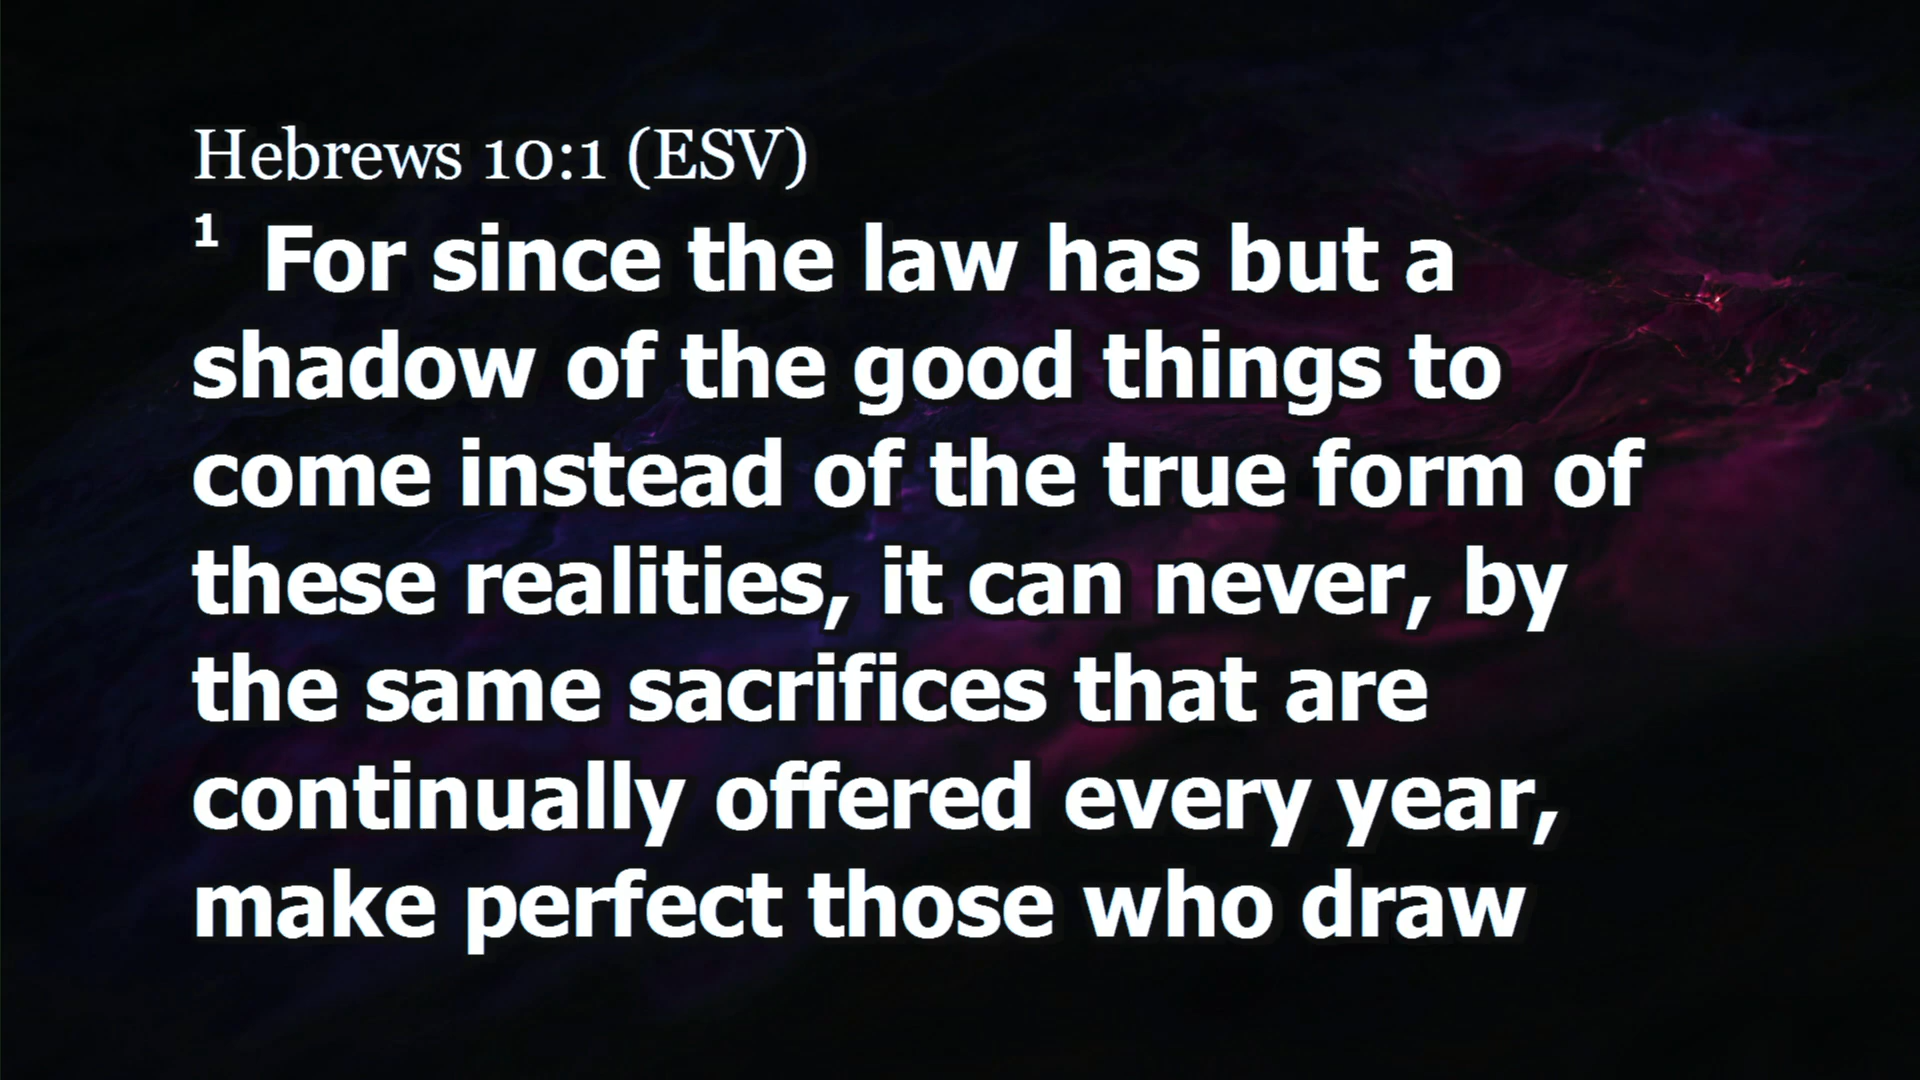 Hebrews 10:1 (ESV)
1 For since the law has but a
shadow of the good things to
come instead of the true form of
these realities, it can never, by
the same sacrifices that are
continually offered every year,
make perfect those who draw